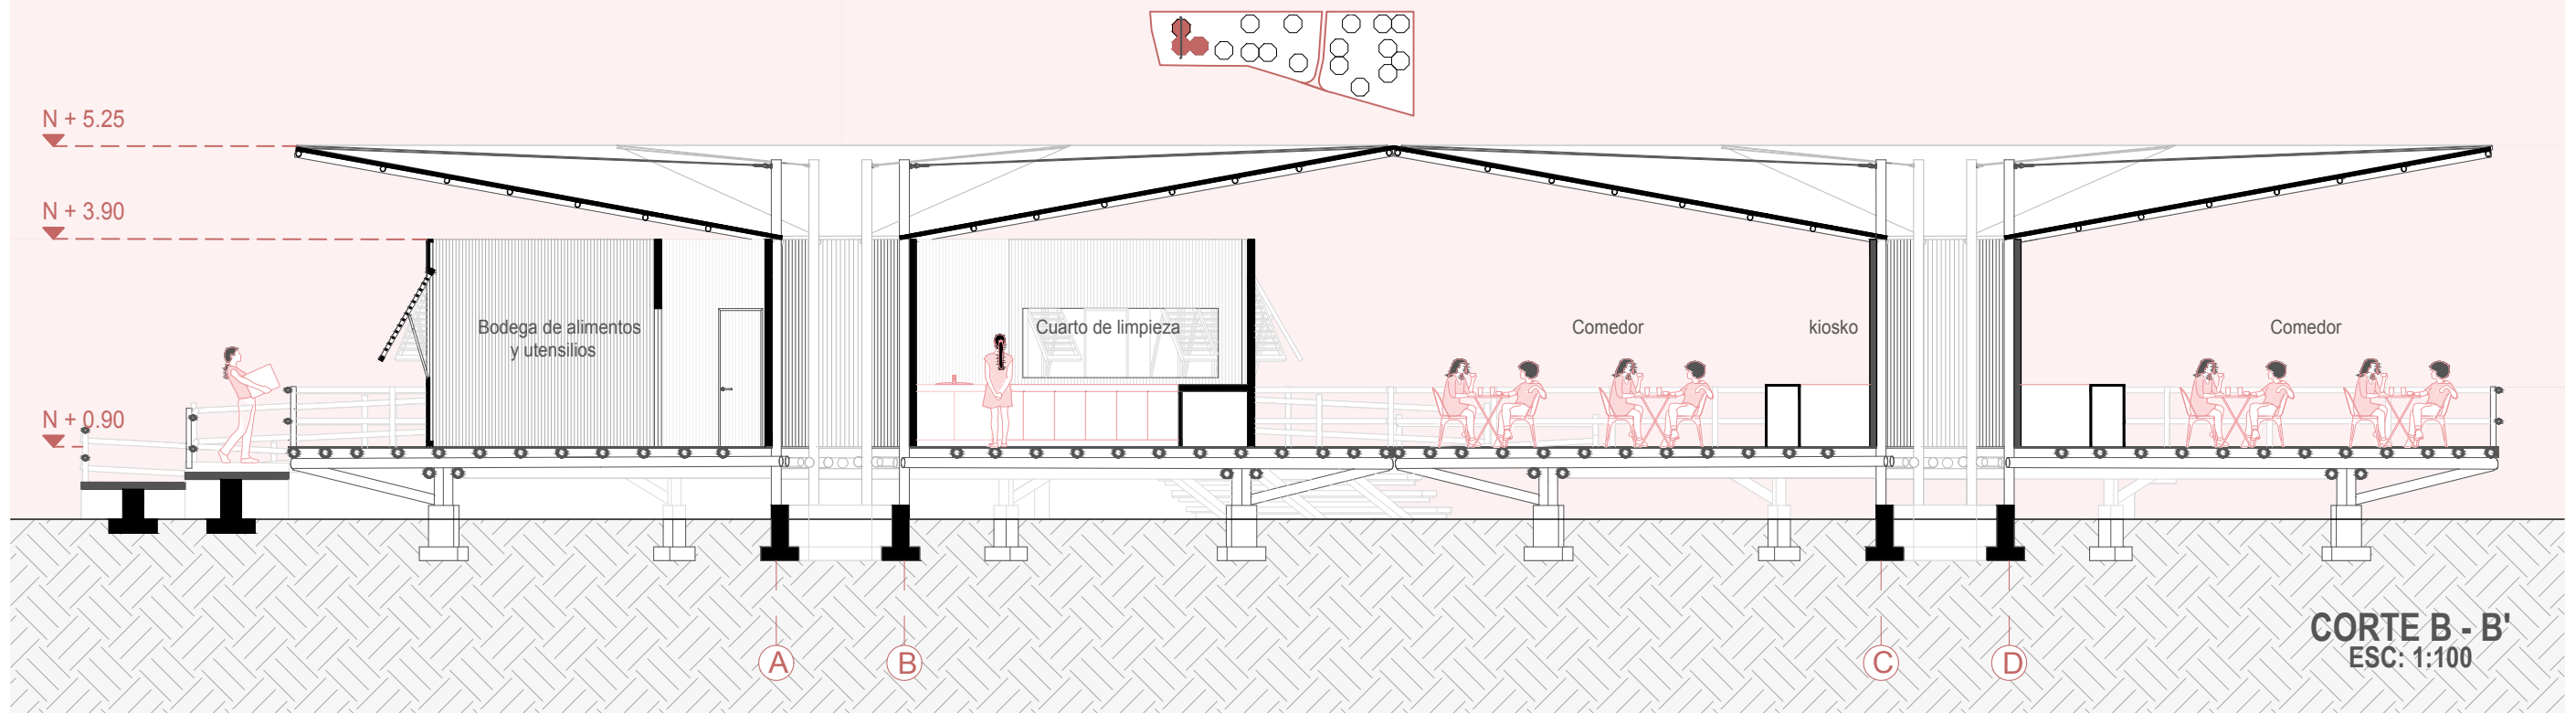 N + 5.25
N + 3.90
N + 0.90
Bodega de alimentos
y utensilios
Cuarto de limpieza
Comedor
kiosko
Comedor
A
B
C
D
CORTE B - B'
ESC: 1:100